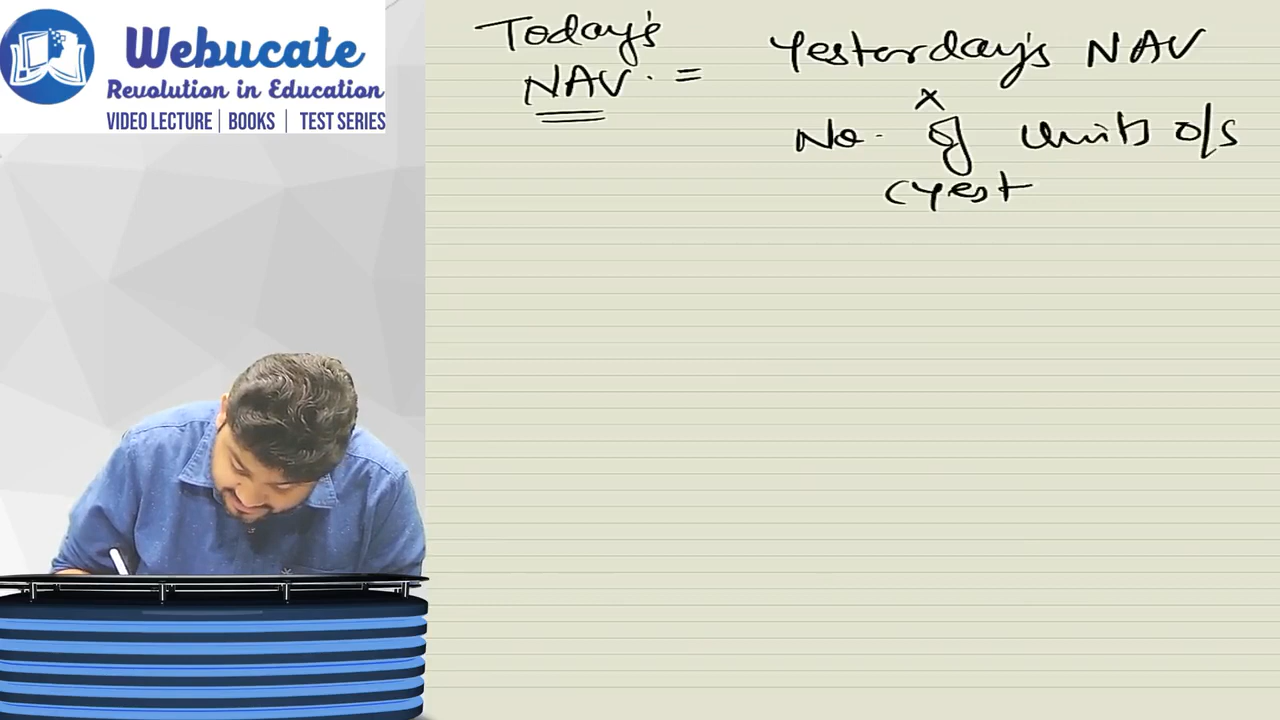 Webucate
Revolution in Education
VIDEO LECTURE | BOOKS | TEST SERIES
Today's
NAV. =
Yesterday's NAV
x
No. of units o/s
(yest